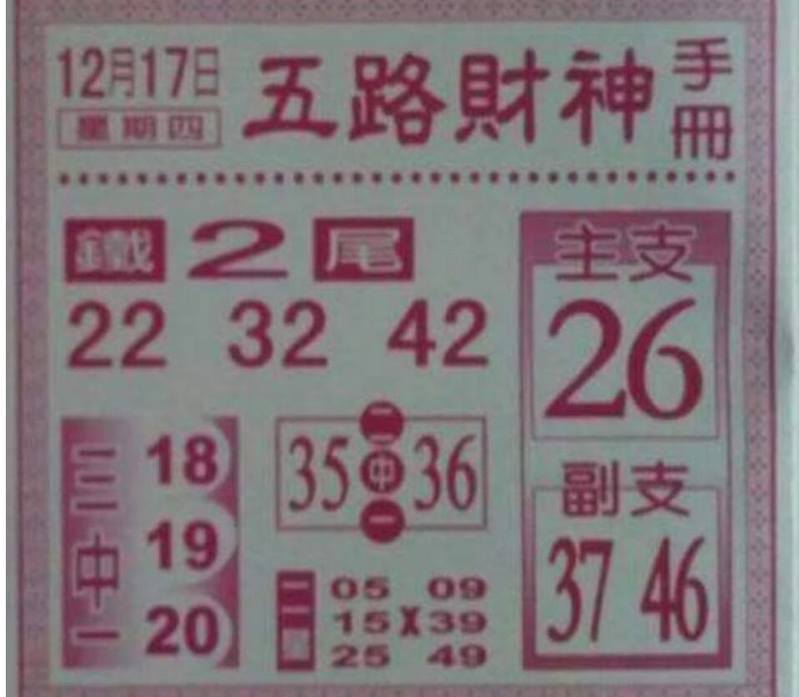 12月17日
星期四
五路財神
手冊
鐵2尾
22 32 42
主支
26
三中一
18
19
20
二中一
35 36
副支
37 46
05 09
15 X 39
25 49